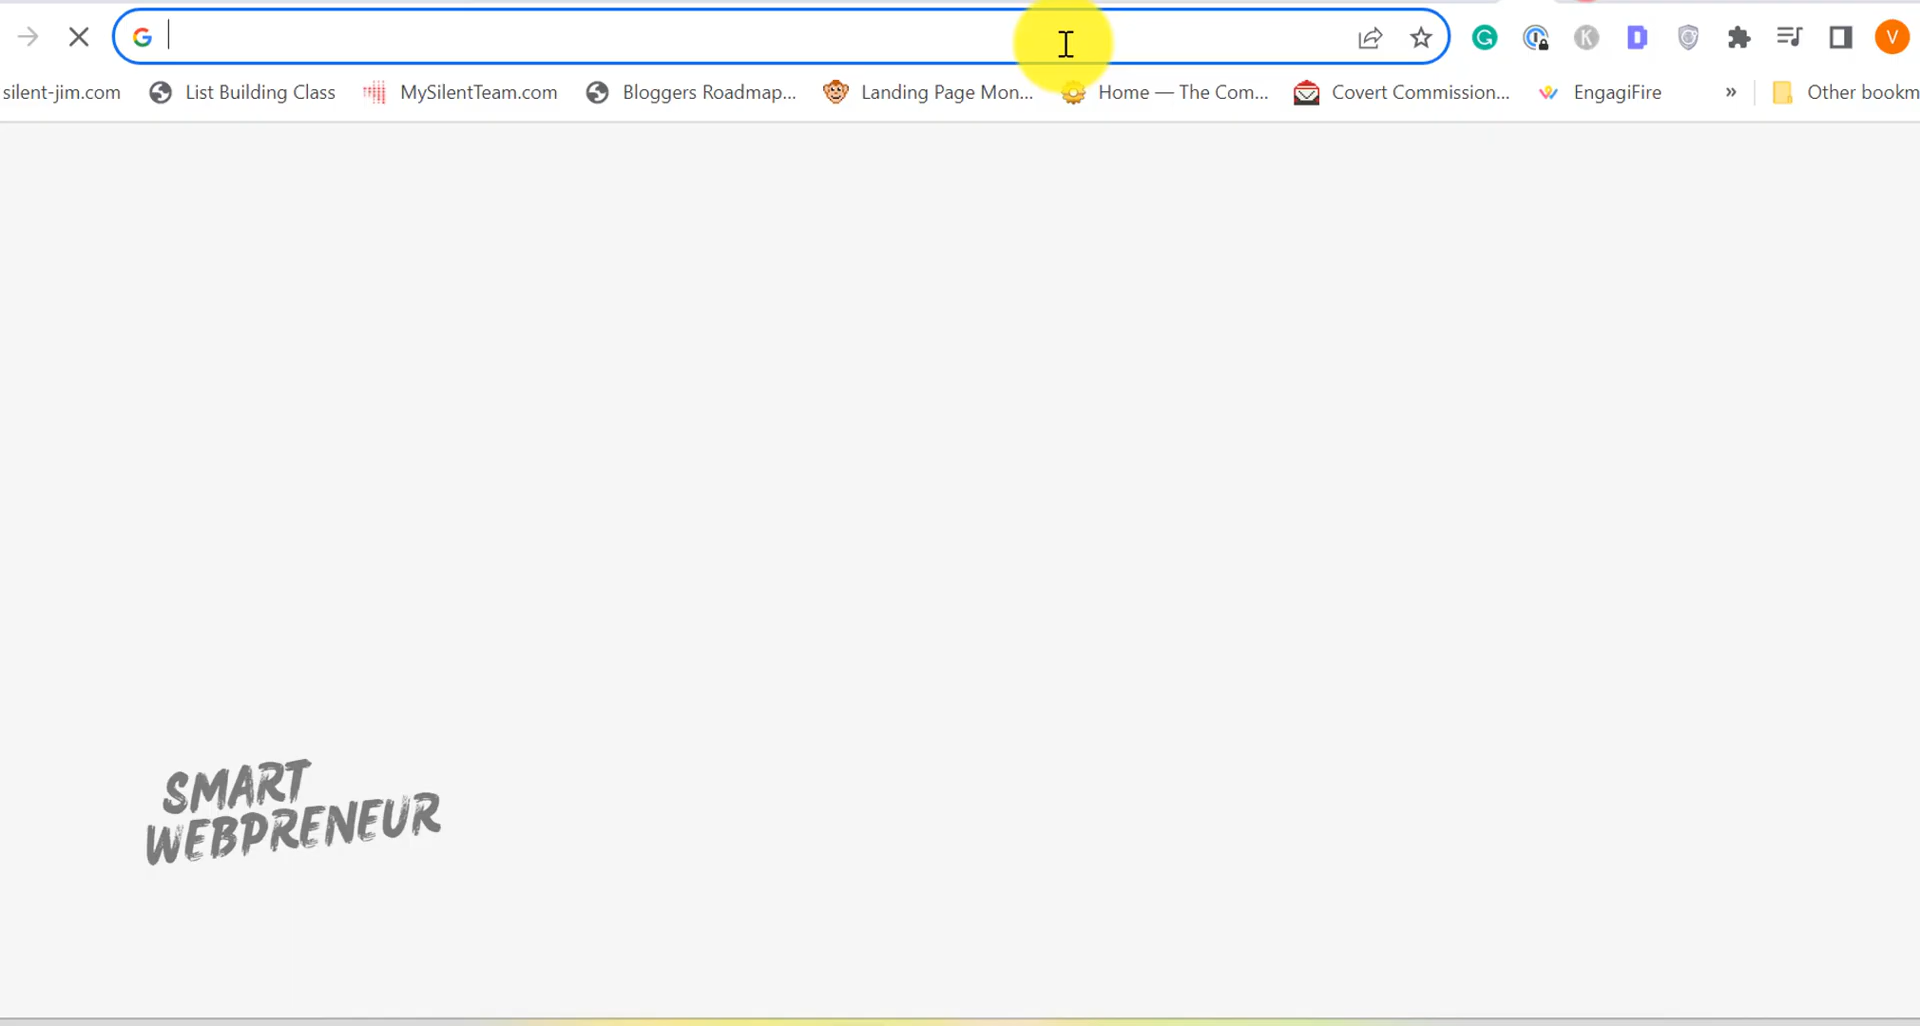 silent-jim.com List Building Class MySilentTeam.com Bloggers Roadmap... Landing Page Mon... Home — The Com... Covert Commission... EngagiFire » Other bookm
SMART
WEBPRENEUR